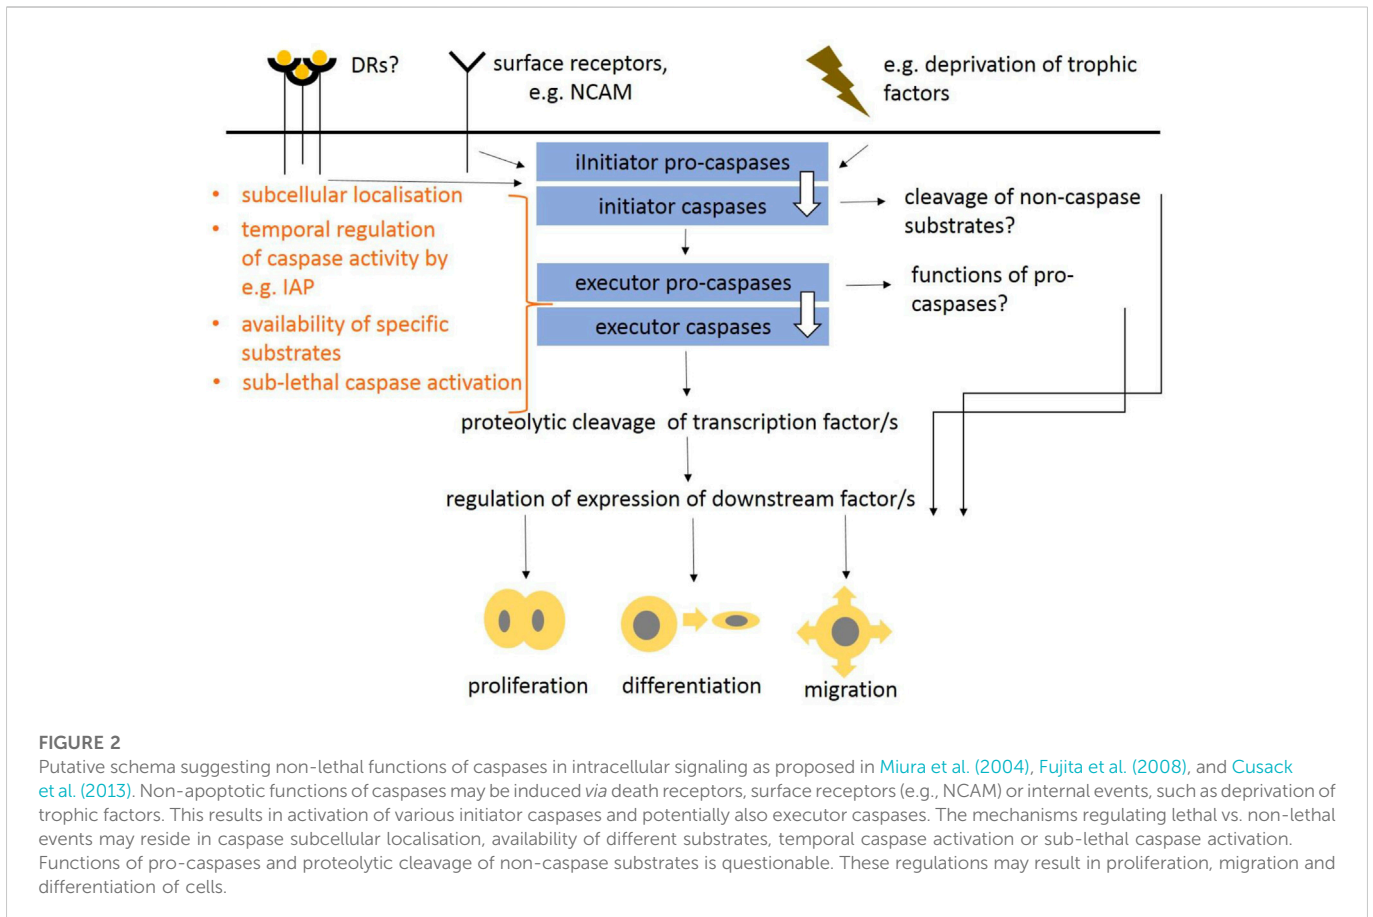 DRs?
surface receptors,
e.g. NCAM
e.g. deprivation of trophic
factors
iInitiator pro-caspases
initiator caspases
cleavage of non-caspase
substrates?
executor pro-caspases
executor caspases
functions of pro-
caspases?
• subcellular localisation
• temporal regulation
of caspase activity by
e.g. IAP
• availability of specific
substrates
• sub-lethal caspase activation
proteolytic cleavage of transcription factor/s
regulation of expression of downstream factor/s
proliferation
differentiation
migration
FIGURE 2
Putative schema suggesting non-lethal functions of caspases in intracellular signaling as proposed in Miura et al. (2004), Fujita et al. (2008), and Cusack
et al. (2013). Non-apoptotic functions of caspases may be induced via death receptors, surface receptors (e.g., NCAM) or internal events, such as deprivation of
trophic factors. This results in activation of various initiator caspases and potentially also executor caspases. The mechanisms regulating lethal vs. non-lethal
events may reside in caspase subcellular localisation, availability of different substrates, temporal caspase activation or sub-lethal caspase activation.
Functions of pro-caspases and proteolytic cleavage of non-caspase substrates is questionable. These regulations may result in proliferation, migration and
differentiation of cells.